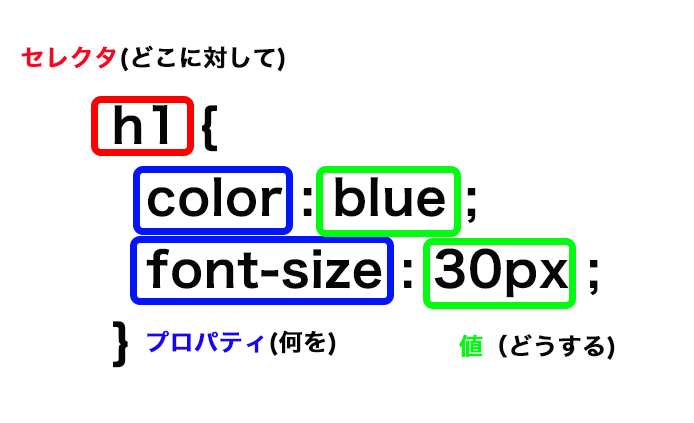 セレクタ(どこに対して)
h1{
color:blue;
font-size:30px;
}プロパティ(何を) 値（どうする)